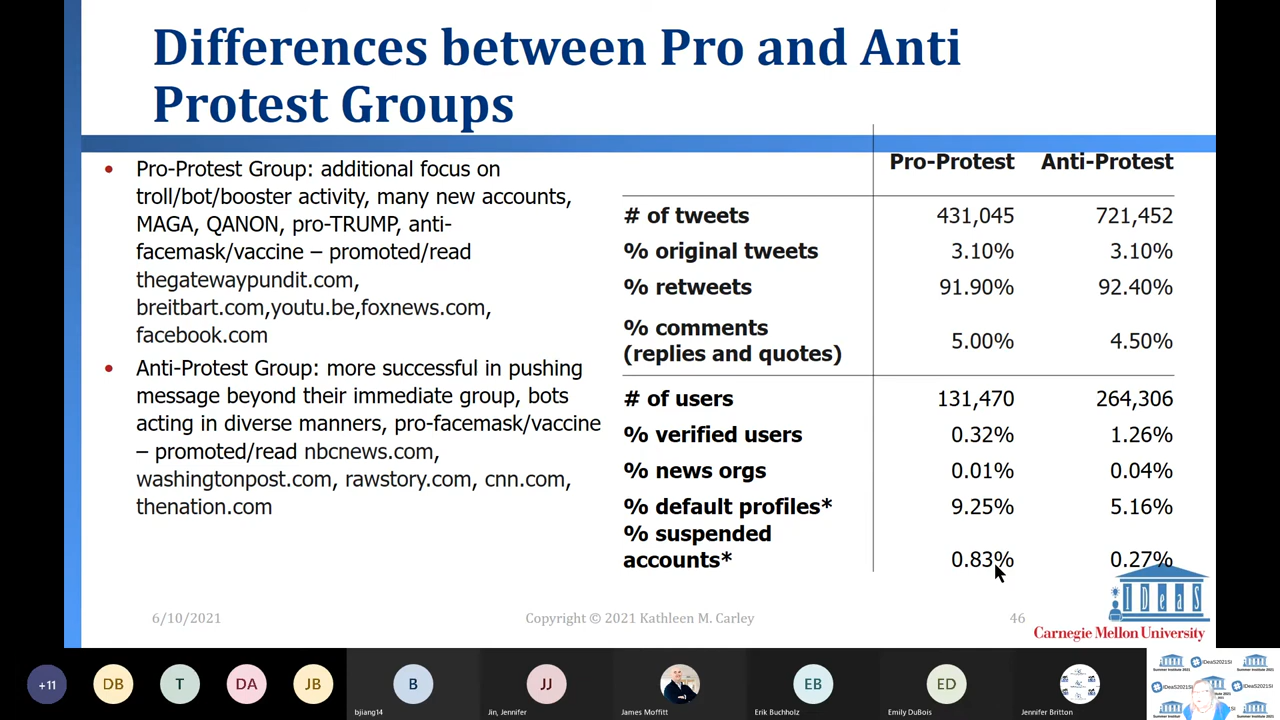 Differences between Pro and Anti
Protest Groups
• Pro-Protest Group: additional focus on
troll/bot/booster activity, many new accounts,
MAGA, QANON, pro-TRUMP, anti-
facemask/vaccine – promoted/read
thegatewaypundit.com,
breitbart.com,youtu.be,foxnews.com,
facebook.com
• Anti-Protest Group: more successful in pushing
message beyond their immediate group, bots
acting in diverse manners, pro-facemask/vaccine
– promoted/read nbcnews.com,
washingtonpost.com, rawstory.com, cnn.com,
thenation.com
Pro-Protest Anti-Protest
# of tweets 431,045 721,452
% original tweets 3.10% 3.10%
% retweets 91.90% 92.40%
% comments
(replies and quotes) 5.00% 4.50%
# of users 131,470 264,306
% verified users 0.32% 1.26%
% news orgs 0.01% 0.04%
% default profiles* 9.25% 5.16%
% suspended
accounts* 0.83% 0.27%
IDeaS
Carnegie Mellon University
6/10/2021 Copyright © 2021 Kathleen M. Carley 46
+11 DB T DA JB B JJ EB ED
bjiang14 Jin, Jennifer James Moffitt Erik Buchholz Emily DuBois Jennifer Britton
IDeaS2021SI
Summer Institute 2021